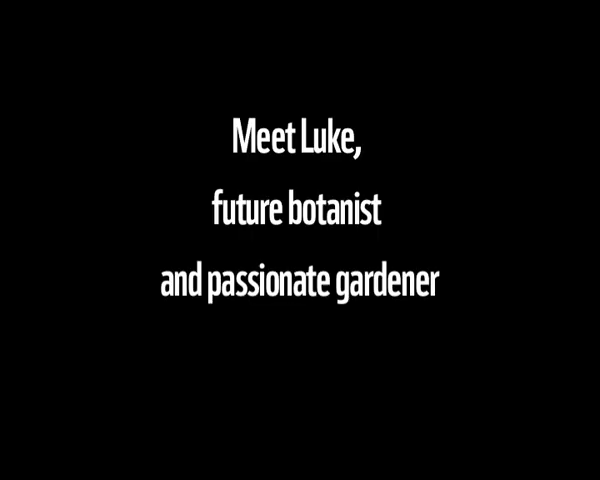 Meet Luke,
future botanist
and passionate gardener